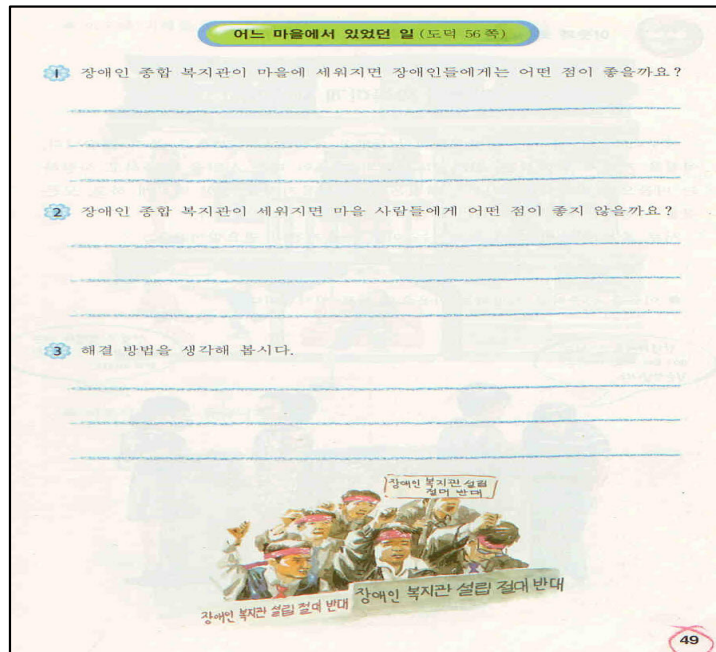 어느 마을에서 있었던 일 (도덕 56쪽)
1 장애인 종합 복지관이 마을에 세워지면 장애인들에게는 어떤 점이 좋을까요?
2 장애인 종합 복지관이 세워지면 마을 사람들에게 어떤 점이 좋지 않을까요?
3 해결 방법을 생각해 봅시다.
장애인 복지관 설립
절대 반대
장애인 복지관 설립 절대 반대
장애인 복지관 설립 절대 반대
49